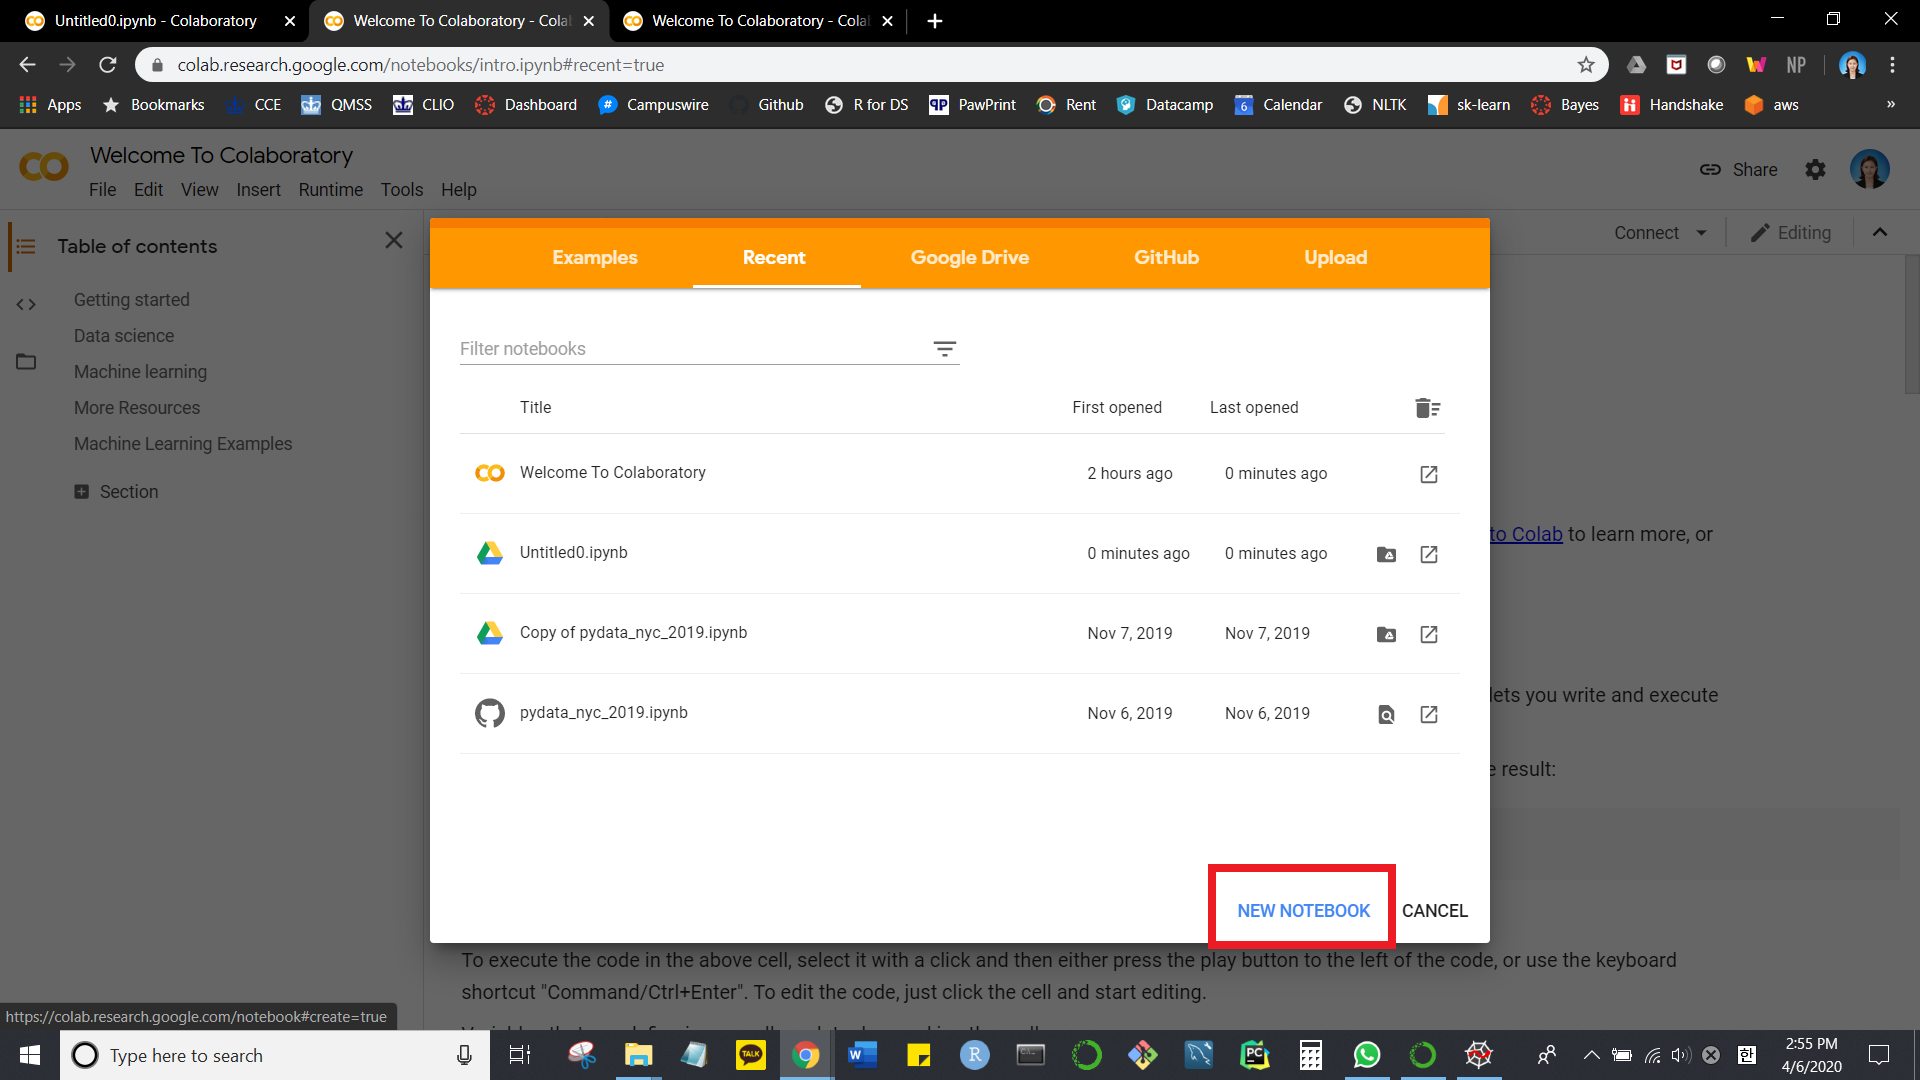 Untitled0.ipynb - Colaboratory
Welcome To Colaboratory - Cola
Welcome To Colaboratory - Cola
colab.research.google.com/notebooks/intro.ipynb#recent=true
NP
Apps Bookmarks CCE QMSS CLIO Dashboard Campuswire Github R for DS PawPrint Rent Datacamp Calendar NLTK sk-learn Bayes Handshake aws »
Welcome To Colaboratory
File Edit View Insert Runtime Tools Help
Share
Table of contents
Connect Editing
Getting started
Data science
Machine learning
More Resources
Machine Learning Examples
Section
Examples Recent Google Drive GitHub Upload
Filter notebooks
Title First opened Last opened
Welcome To Colaboratory 2 hours ago 0 minutes ago
Untitled0.ipynb 0 minutes ago 0 minutes ago
Copy of pydata_nyc_2019.ipynb Nov 7, 2019 Nov 7, 2019
pydata_nyc_2019.ipynb Nov 6, 2019 Nov 6, 2019
to Colab to learn more, or
lets you write and execute
e result:
NEW NOTEBOOK CANCEL
To execute the code in the above cell, select it with a click and then either press the play button to the left of the code, or use the keyboard
shortcut "Command/Ctrl+Enter". To edit the code, just click the cell and start editing.
https://colab.research.google.com/notebook#create=true
Type here to search
TALK
한
2:55 PM
4/6/2020